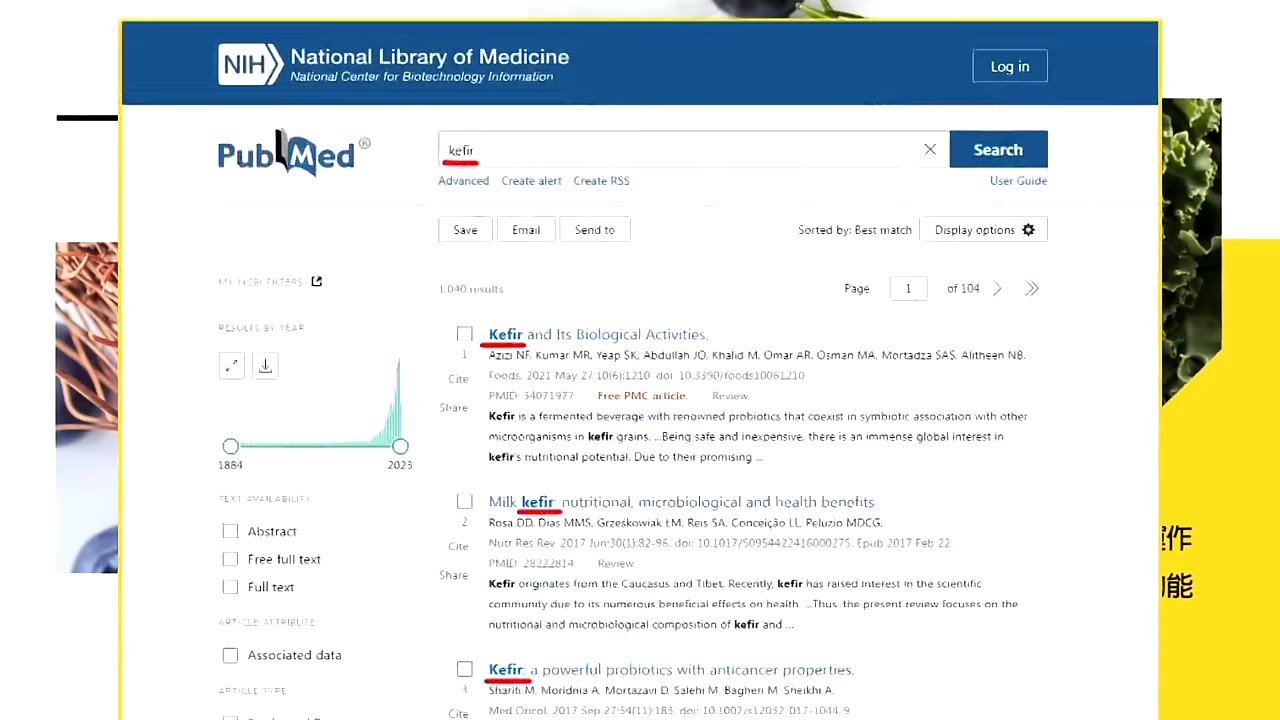 NIH National Library of Medicine
National Center for Biotechnology Information
Log in
PubMed®
kefir
Search
Advanced Create alert Create RSS
User Guide
Save Email Send to
Sorted by: Best match Display options
MY NCBI FILTERS
1,040 results
Page 1 of 104
RESULTS BY YEAR
1884 2023
TEXT AVAILABILITY
Abstract
Free full text
Full text
ARTICLE ATTRIBUTE
Associated data
ARTICLE TYPE
Kefir and Its Biological Activities.
1
Cite
Share
Azizi NF, Kumar MR, Yeap SK, Abdullah JO, Khalid M, Omar AR, Osman MA, Mortadza SAS, Alitheen NB.
Foods. 2021 May 27;10(6):1210. doi: 10.3390/foods10061210.
PMID: 34071977 Free PMC article. Review.
Kefir is a fermented beverage with renowned probiotics that coexist in symbiotic association with other
microorganisms in kefir grains. ...Being safe and inexpensive, there is an immense global interest in
kefir's nutritional potential. Due to their promising ...
Milk kefir: nutritional, microbiological and health benefits
2
Cite
Share
Rosa DD, Dias MMS, Grześkowiak ŁM, Reis SA, Conceição LL, Peluzio MDCG.
Nutr Res Rev. 2017 Jun;30(1):82-96. doi: 10.1017/S0954422416000275. Epub 2017 Feb 22.
PMID: 28222814 Review.
Kefir originates from the Caucasus and Tibet. Recently, kefir has raised interest in the scientific
community due to its numerous beneficial effects on health. ...Thus, the present review focuses on the
nutritional and microbiological composition of kefir and ...
Kefir: a powerful probiotics with anticancer properties.
3
Cite
Sharifi M, Moridnia A, Mortazavi D, Salehi M, Bagheri M, Sheikhi A.
Med Oncol. 2017 Sep 27;34(11):183. doi: 10.1007/s12032-017-1044-9.
作
能